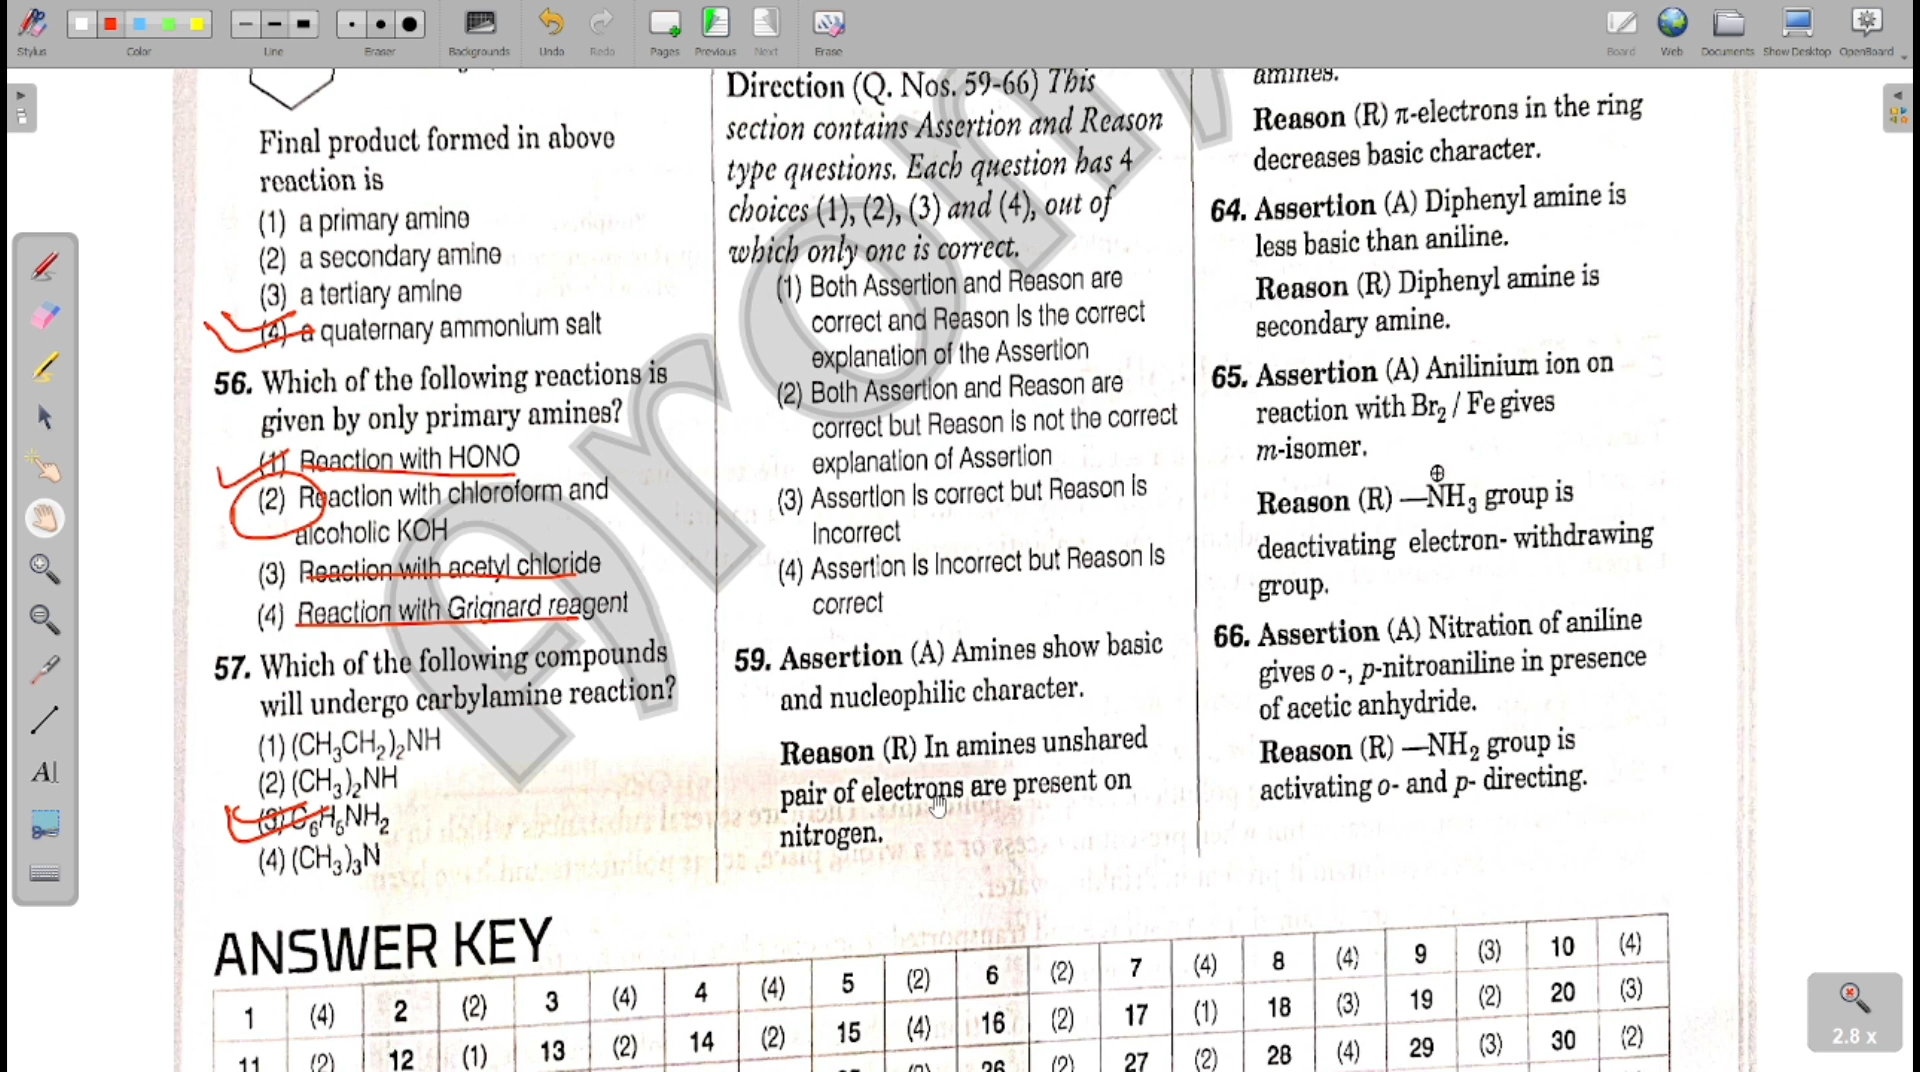 Stylus
Color
Line
Eraser
Backgrounds
Undo
Redo
Pages
Previous
Next
Erase
Board
Web
Documents
Show Desktop
OpenBoard
Final product formed in above
reaction is
(1) a primary amine
(2) a secondary amine
(3) a tertiary amine
(4) a quaternary ammonium salt
56. Which of the following reactions is
given by only primary amines?
(1) Reaction with HONO
(2) Reaction with chloroform and
alcoholic KOH
(3) Reaction with acetyl chloride
(4) Reaction with Grignard reagent
57. Which of the following compounds
will undergo carbylamine reaction?
(1) (CH3CH2)2NH
(2) (CH3)2NH
(3) C6H5NH2
(4) (CH3)3N
Direction (Q. Nos. 59-66) This
section contains Assertion and Reason
type questions. Each question has 4
choices (1), (2), (3) and (4), out of
which only one is correct.
(1) Both Assertion and Reason are
correct and Reason is the correct
explanation of the Assertion
(2) Both Assertion and Reason are
correct but Reason is not the correct
explanation of Assertion
(3) Assertion is correct but Reason is
incorrect
(4) Assertion is incorrect but Reason is
correct
59. Assertion (A) Amines show basic
and nucleophilic character.
Reason (R) In amines unshared
pair of electrons are present on
nitrogen.
amines.
Reason (R) π-electrons in the ring
decreases basic character.
64. Assertion (A) Diphenyl amine is
less basic than aniline.
Reason (R) Diphenyl amine is
secondary amine.
65. Assertion (A) Anilinium ion on
reaction with Br2 / Fe gives
m-isomer.
⊕
Reason (R) —NH3 group is
deactivating electron- withdrawing
group.
66. Assertion (A) Nitration of aniline
gives o -, p-nitroaniline in presence
of acetic anhydride.
Reason (R) —NH2 group is
activating o- and p- directing.
ANSWER KEY
1 (4) 2 (2) 3 (4) 4 (4) 5 (2) 6 (2) 7 (4) 8 (4) 9 (3) 10 (4)
11 (2) 12 (1) 13 (2) 14 (2) 15 (4) 16 (2) 17 (1) 18 (3) 19 (2) 20 (3)
26 (2) 27 (2) 28 (4) 29 (3) 30 (2)
2.8 x